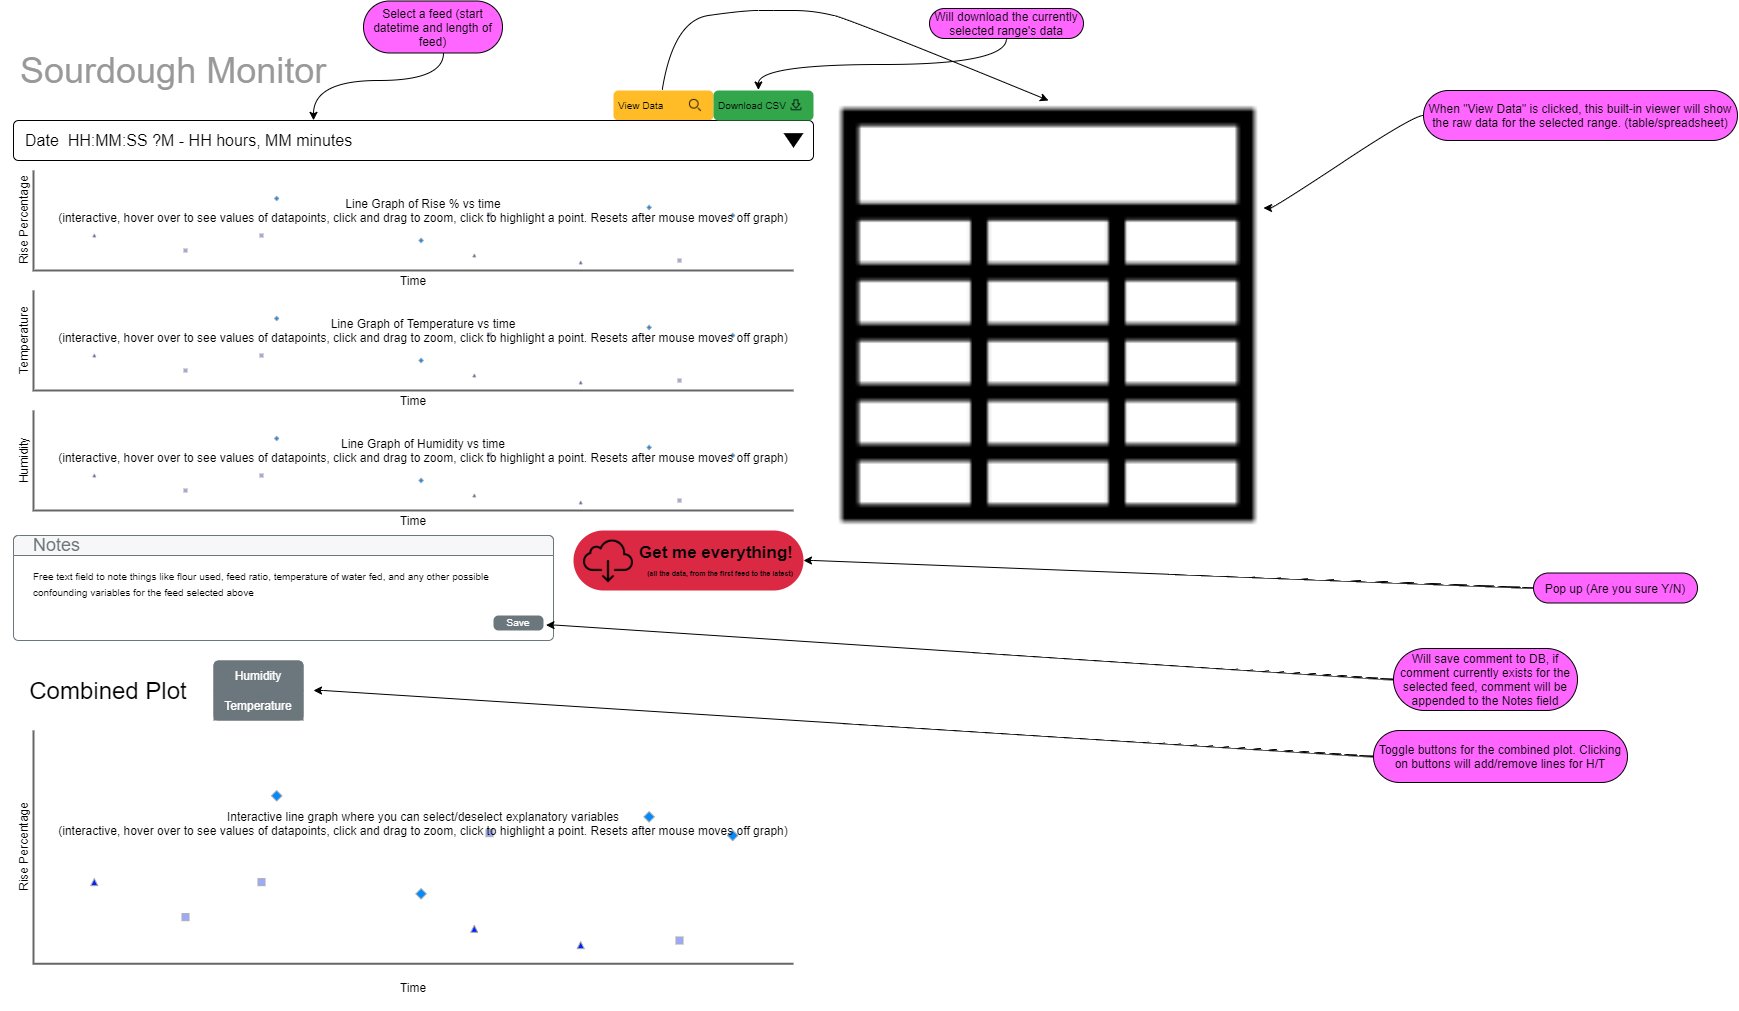 Select a feed (start
datetime and length of
feed)
Will download the currently
selected range's data
Sourdough Monitor
View Data
Download CSV
When "View Data" is clicked, this built-in viewer will show
the raw data for the selected range. (table/spreadsheet)
Date  HH:MM:SS ?M - HH hours, MM minutes
Rise Percentage
Line Graph of Rise % vs time
(interactive, hover over to see values of datapoints, click and drag to zoom, click to highlight a point. Resets after mouse moves off graph)
Time
Temperature
Line Graph of Temperature vs time
(interactive, hover over to see values of datapoints, click and drag to zoom, click to highlight a point. Resets after mouse moves off graph)
Time
Humidity
Line Graph of Humidity vs time
(interactive, hover over to see values of datapoints, click and drag to zoom, click to highlight a point. Resets after mouse moves off graph)
Time
Notes
Free text field to note things like flour used, feed ratio, temperature of water fed, and any other possible
confounding variables for the feed selected above
Save
Get me everything!
(all the data, from the first feed to the latest)
Pop up (Are you sure Y/N)
Will save comment to DB, if
comment currently exists for the
selected feed, comment will be
appended to the Notes field
Combined Plot
Humidity
Temperature
Toggle buttons for the combined plot. Clicking
on buttons will add/remove lines for H/T
Rise Percentage
Interactive line graph where you can select/deselect explanatory variables
(interactive, hover over to see values of datapoints, click and drag to zoom, click to highlight a point. Resets after mouse moves off graph)
Time